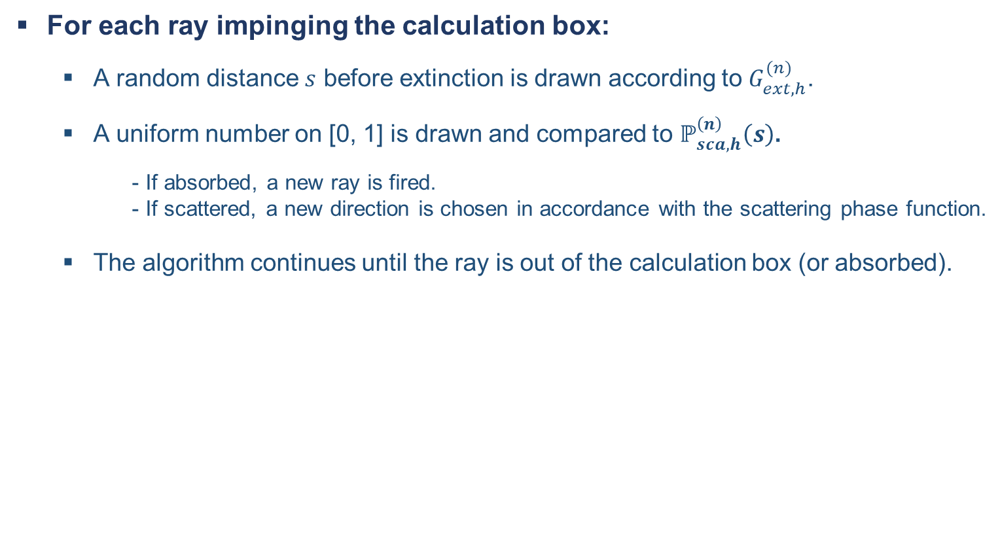 ▪ For each ray impinging the calculation box:
▪ A random distance 𝑠 before extinction is drawn according to $G_{ext,h}^{(n)}$.
▪ A uniform number on [0, 1] is drawn and compared to $\mathbb{P}_{sca,h}^{(n)}(s)$.
- If absorbed, a new ray is fired.
- If scattered, a new direction is chosen in accordance with the scattering phase function.
▪ The algorithm continues until the ray is out of the calculation box (or absorbed).